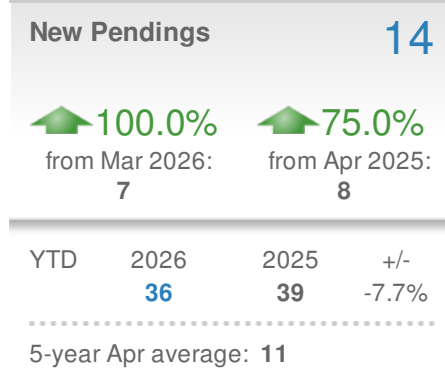 New Pendings 14
100.0% 75.0%
from Mar 2026: from Apr 2025:
7 8
YTD 2026 2025 +/-
36 39 -7.7%
5-year Apr average: 11